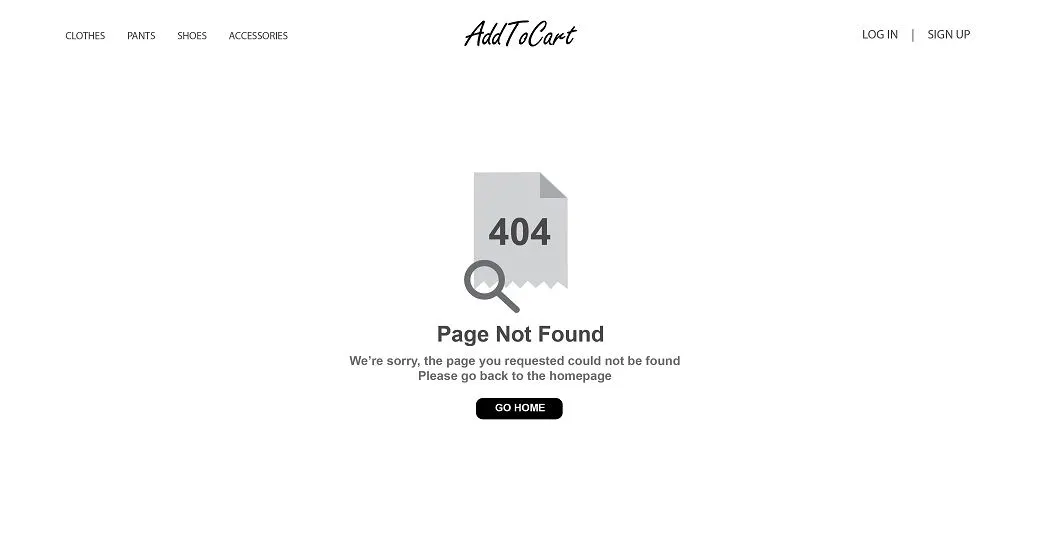 CLOTHES PANTS SHOES ACCESSORIES AddToCart LOG IN | SIGN UP
404
Page Not Found
We're sorry, the page you requested could not be found
Please go back to the homepage
GO HOME